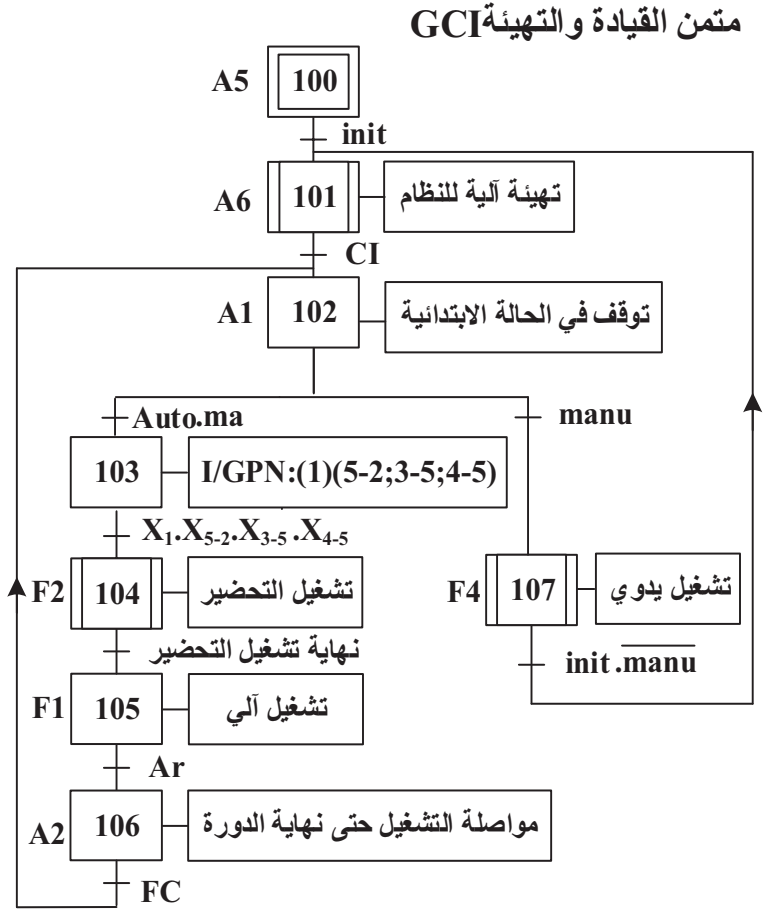 متمن القيادة والتهيئةGCI
A5 100
init
A6 101 تهيئة آلية للنظام
CI
A1 102 توقف في الحالة الابتدائية
Auto.ma manu
103 I/GPN:(1)(5-2;3-5;4-5)
X₁.X₅₋₂.X₃₋₅.X₄₋₅
F2 104 تشغيل التحضير F4 107 تشغيل يدوي
نهاية تشغيل التحضير init.m̅a̅n̅u̅
F1 105 تشغيل آلي
Ar
A2 106 مواصلة التشغيل حتى نهاية الدورة
FC